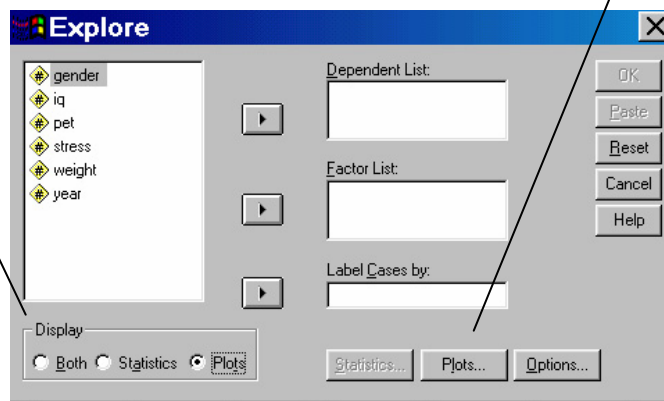 Explore
gender
iq
pet
stress
weight
year
Dependent List:
Factor List:
Label Cases by:
OK
Paste
Reset
Cancel
Help
Display
Both Statistics Plots
Statistics... Plots... Options...